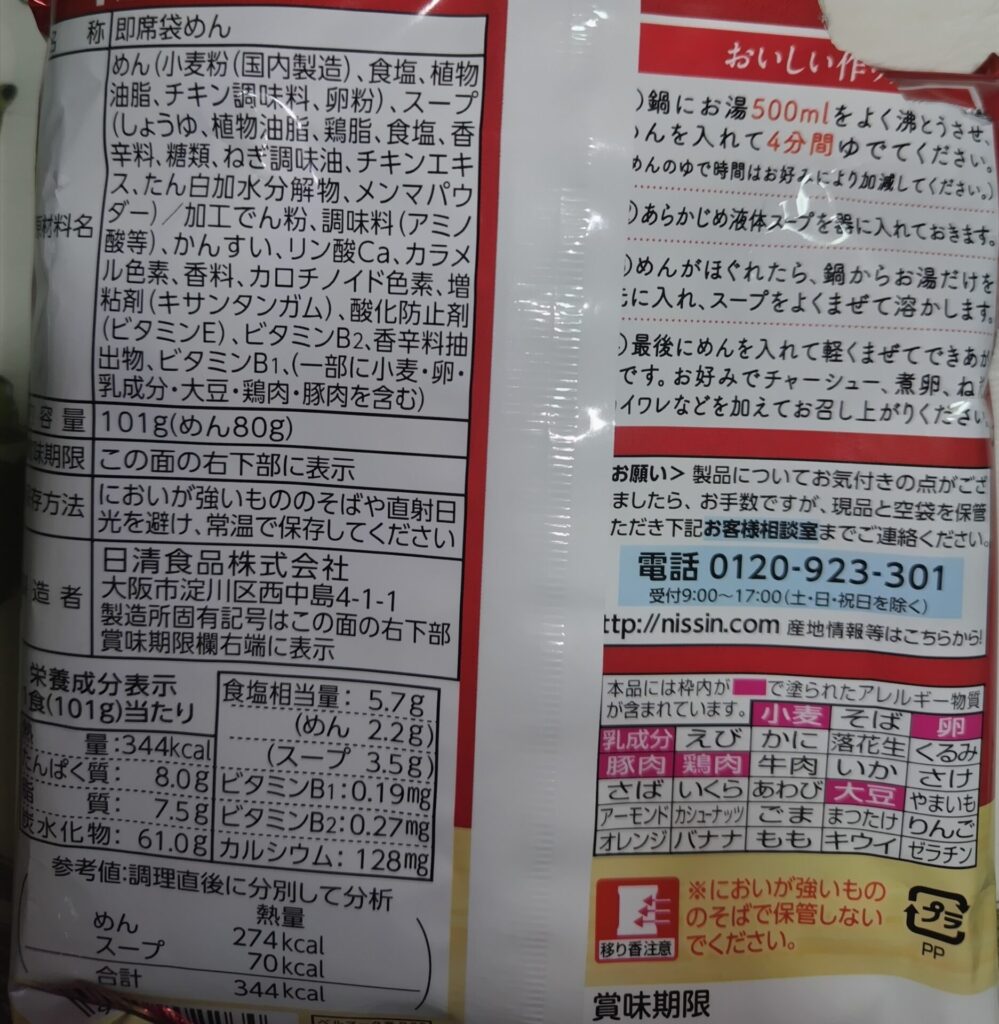 称 即席袋めん
材料名
めん(小麦粉(国内製造)、食塩、植物
油脂、チキン調味料、卵粉)、スープ
(しょうゆ、植物油脂、鶏脂、食塩、香
辛料、糖類、ねぎ調味油、チキンエキ
ス、たん白加水分解物、メンマパウ
ダー)/加工でん粉、調味料(アミノ
酸等)、かんすい、リン酸Ca、カラメ
ル色素、香料、カロチノイド色素、増
粘剤(キサンタンガム)、酸化防止剤
(ビタミンE)、ビタミンB2、香辛料抽
出物、ビタミンB1、(一部に小麦・卵・
乳成分・大豆・鶏肉・豚肉を含む)
容量 101g(めん80g)
味期限 この面の右下部に表示
存方法
においが強いもののそばや直射日
光を避け、常温で保存してください
造者
日清食品株式会社
大阪市淀川区西中島4-1-1
製造所固有記号はこの面の右下部
賞味期限欄右端に表示
栄養成分表示
食(101g)当たり
量:344kcal
たんぱく質: 8.0g
脂質: 7.5g
炭水化物: 61.0g
食塩相当量: 5.7g
(めん 2.2g)
(スープ 3.5g)
ビタミンB1:0.19mg
ビタミンB2:0.27mg
カルシウム: 128mg
参考値:調理直後に分別して分析
熱量
めん 274kcal
スープ 70kcal
合計 344kcal
おいしい作
)鍋にお湯500mlをよく沸とうさせ、
めんを入れて4分間ゆでてください。
めんのゆで時間はお好みにより加減してください。)
)あらかじめ液体スープを器に入れておきます。
)めんがほぐれたら、鍋からお湯だけを
に入れ、スープをよくまぜて溶かします。
)最後にめんを入れて軽くまぜてできあが
です。お好みでチャーシュー、煮卵、ね
イワレなどを加えてお召し上がりください
お願い> 製品についてお気付きの点がござ
ましたら、お手数ですが、現品と空袋を保管
ただき下記お客様相談室までご連絡ください。
電話 0120-923-301
受付9:00~17:00(土・日・祝日を除く)
ttp://nissin.com 産地情報等はこちらから!
本品には枠内が で塗られたアレルギー物質
が含まれています。 小麦 そば 卵
乳成分 えび かに 落花生 くるみ
豚肉 鶏肉 牛肉 いか さけ
さば いくら あわび 大豆 やまいも
アーモンド カシューナッツ ごま まつたけ りんご
オレンジ バナナ もも キウイ ゼラチン
移り香注意
※においが強いもの
のそばで保管しない
でください。
プラ
PP
賞味期限